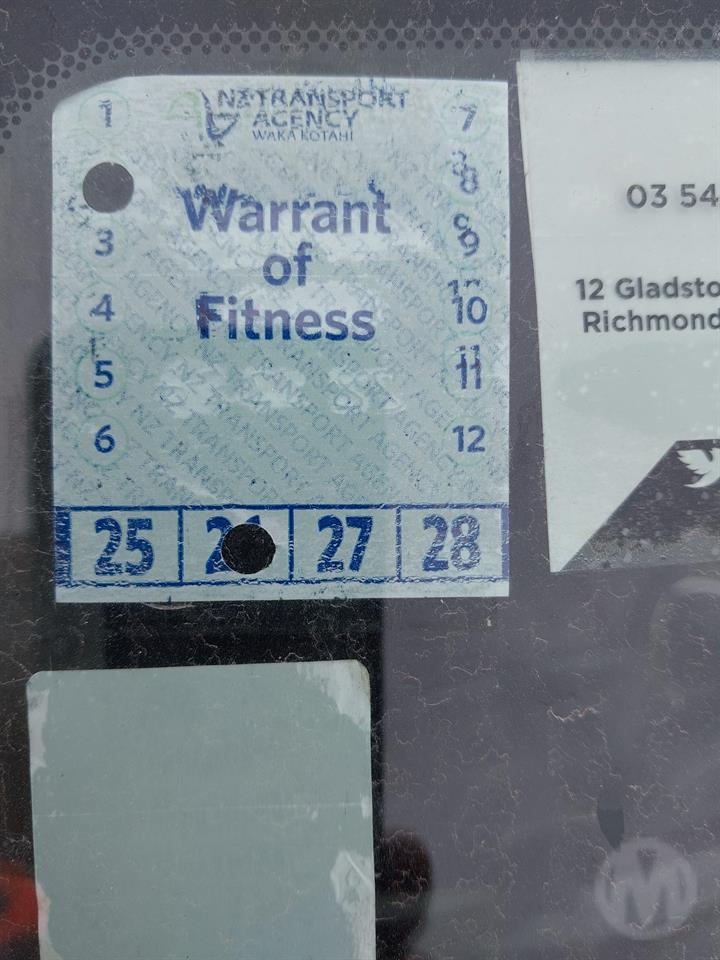 NZ TRANSPORT
AGENCY
WAKA KOTAHI
Warrant
of
Fitness
1
3
4
5
6
7
8
9
10
11
12
25
27
28
03 54
12 Gladsto
Richmond
M